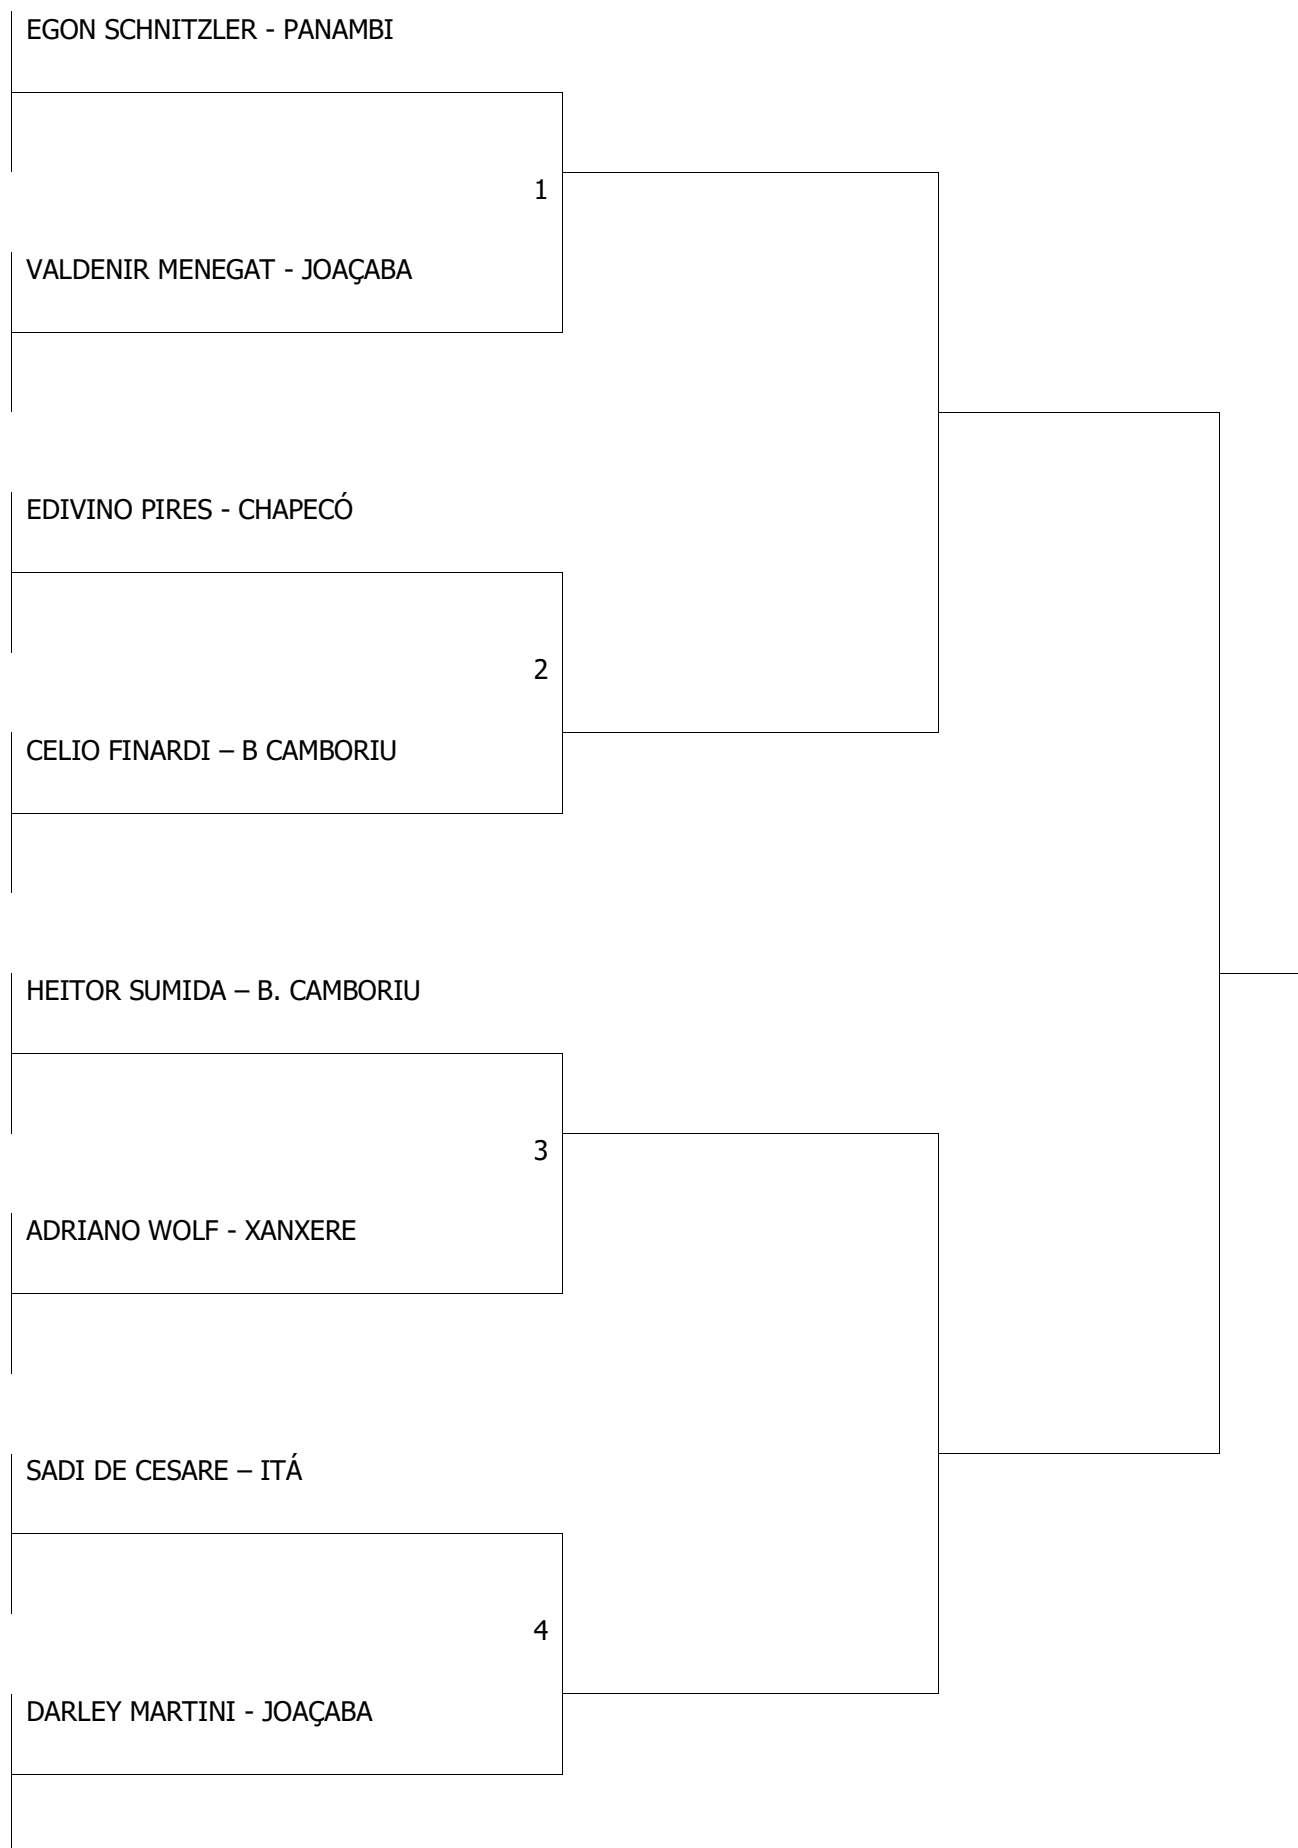 EGON SCHNITZLER - PANAMBI
1
VALDENIR MENEGAT - JOAÇABA
EDIVINO PIRES - CHAPECÓ
2
CELIO FINARDI – B CAMBORIU
HEITOR SUMIDA – B. CAMBORIU
3
ADRIANO WOLF - XANXERE
SADI DE CESARE – ITÁ
4
DARLEY MARTINI - JOAÇABA